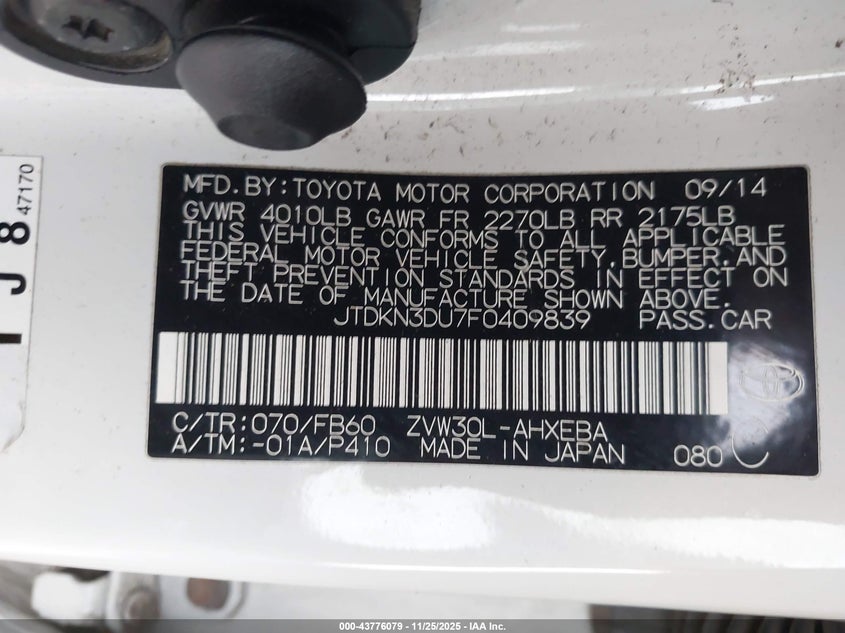 MFD.BY:TOYOTA MOTOR CORPORATION 09/14
GVWR 4010LB GAWR FR 2270LB RR 2175LB
THIS VEHICLE CONFORMS TO ALL APPLICABLE
FEDERAL MOTOR VEHICLE SAFETY,BUMPER,AND
THEFT PREVENTION STANDARDS IN EFFECT ON
THE DATE OF MANUFACTURE SHOWN ABOVE.
JTDKN3DU7F0409839 PASS.CAR
C/TR:070/FB60 ZVW30L-AHXEBA
A/TM:-01A/P410 MADE IN JAPAN 080 C
J8
47170
000-43776079 - 11/25/2025 - IAA Inc.